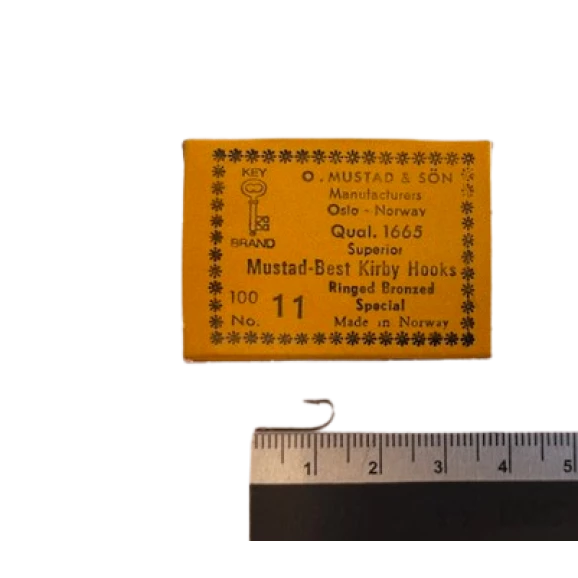 KEY
BRAND
O. MUSTAD & SÖN
Manufacturers
Oslo - Norway
Qual. 1665
Superior
Mustad-Best Kirby Hooks
Ringed Bronzed
Special
Made in Norway
100
No. 11
1 2 3 4 5